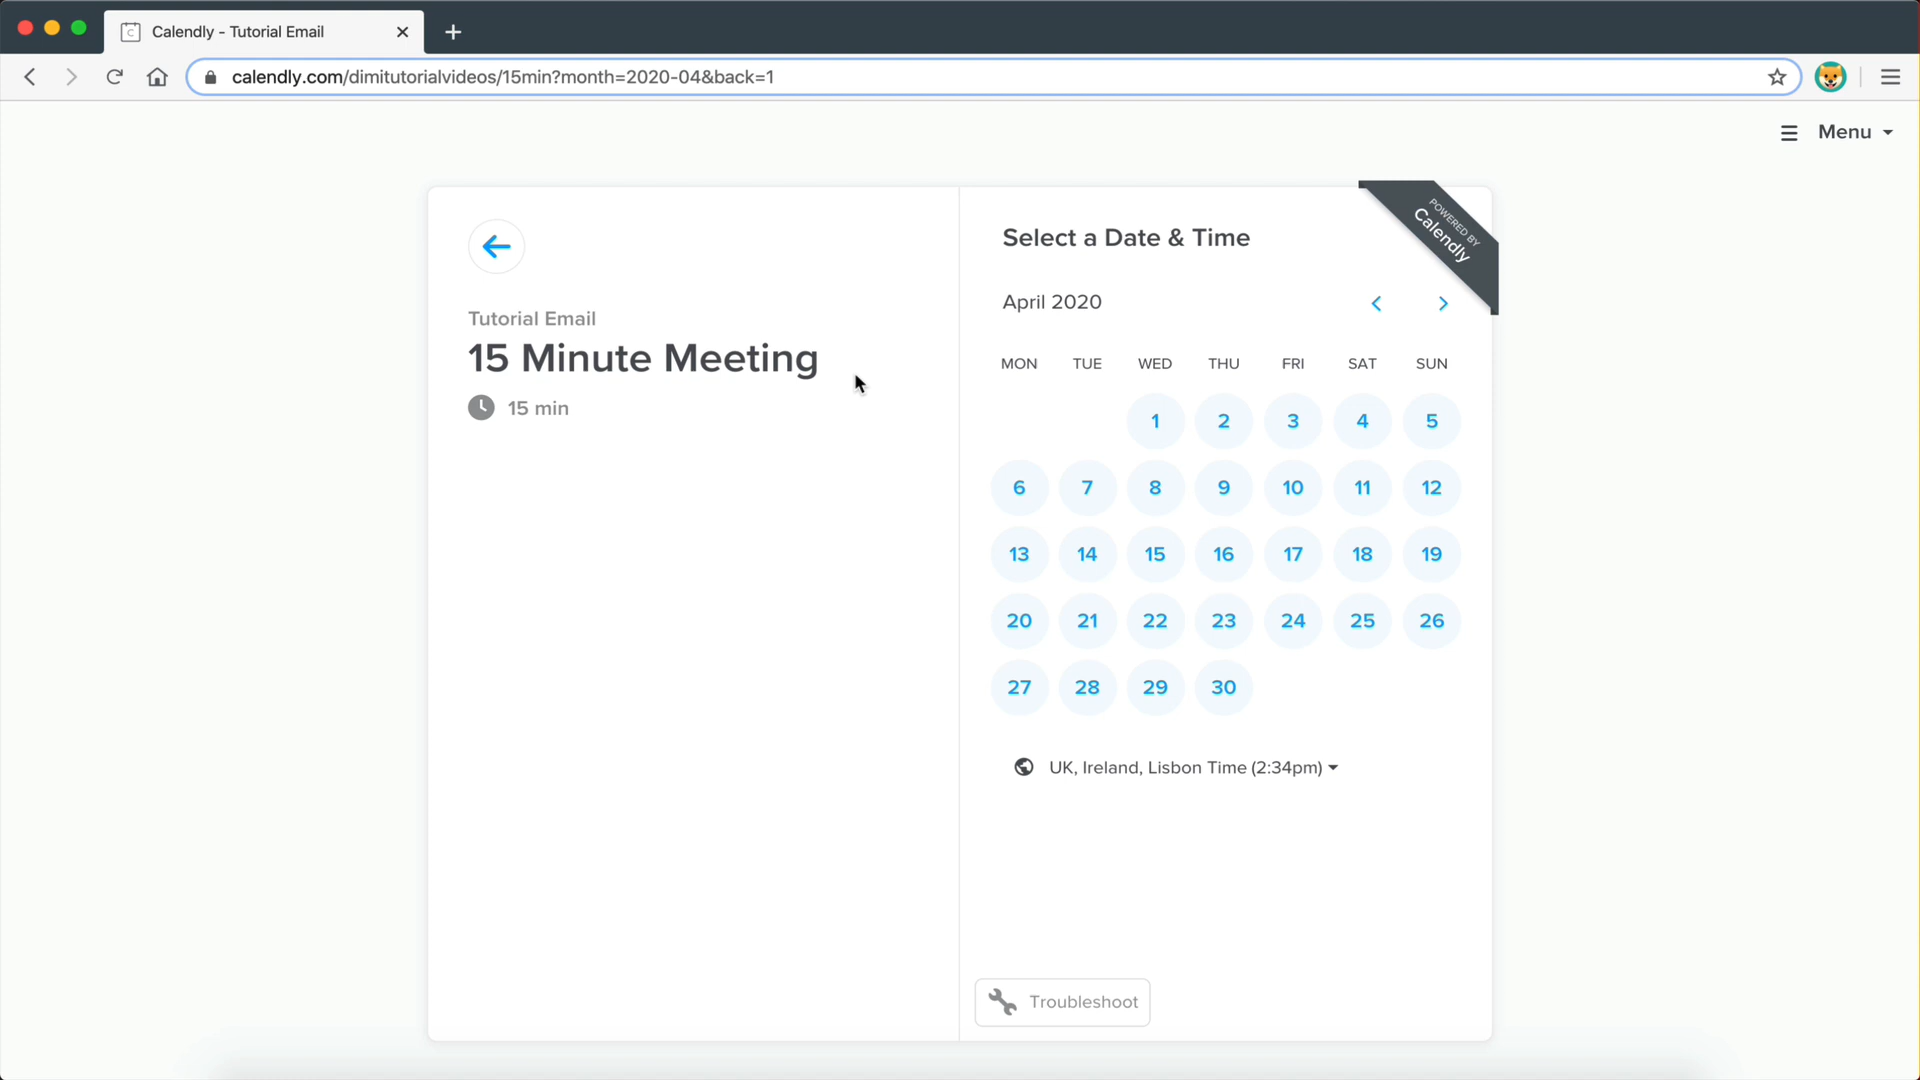 Calendly - Tutorial Email
calendly.com/dimitutorialvideos/15min?month=2020-04&back=1
Menu
POWERED BY
Calendly
Tutorial Email
15 Minute Meeting
15 min
Select a Date & Time
April 2020
MON TUE WED THU FRI SAT SUN
1 2 3 4 5
6 7 8 9 10 11 12
13 14 15 16 17 18 19
20 21 22 23 24 25 26
27 28 29 30
UK, Ireland, Lisbon Time (2:34pm)
Troubleshoot